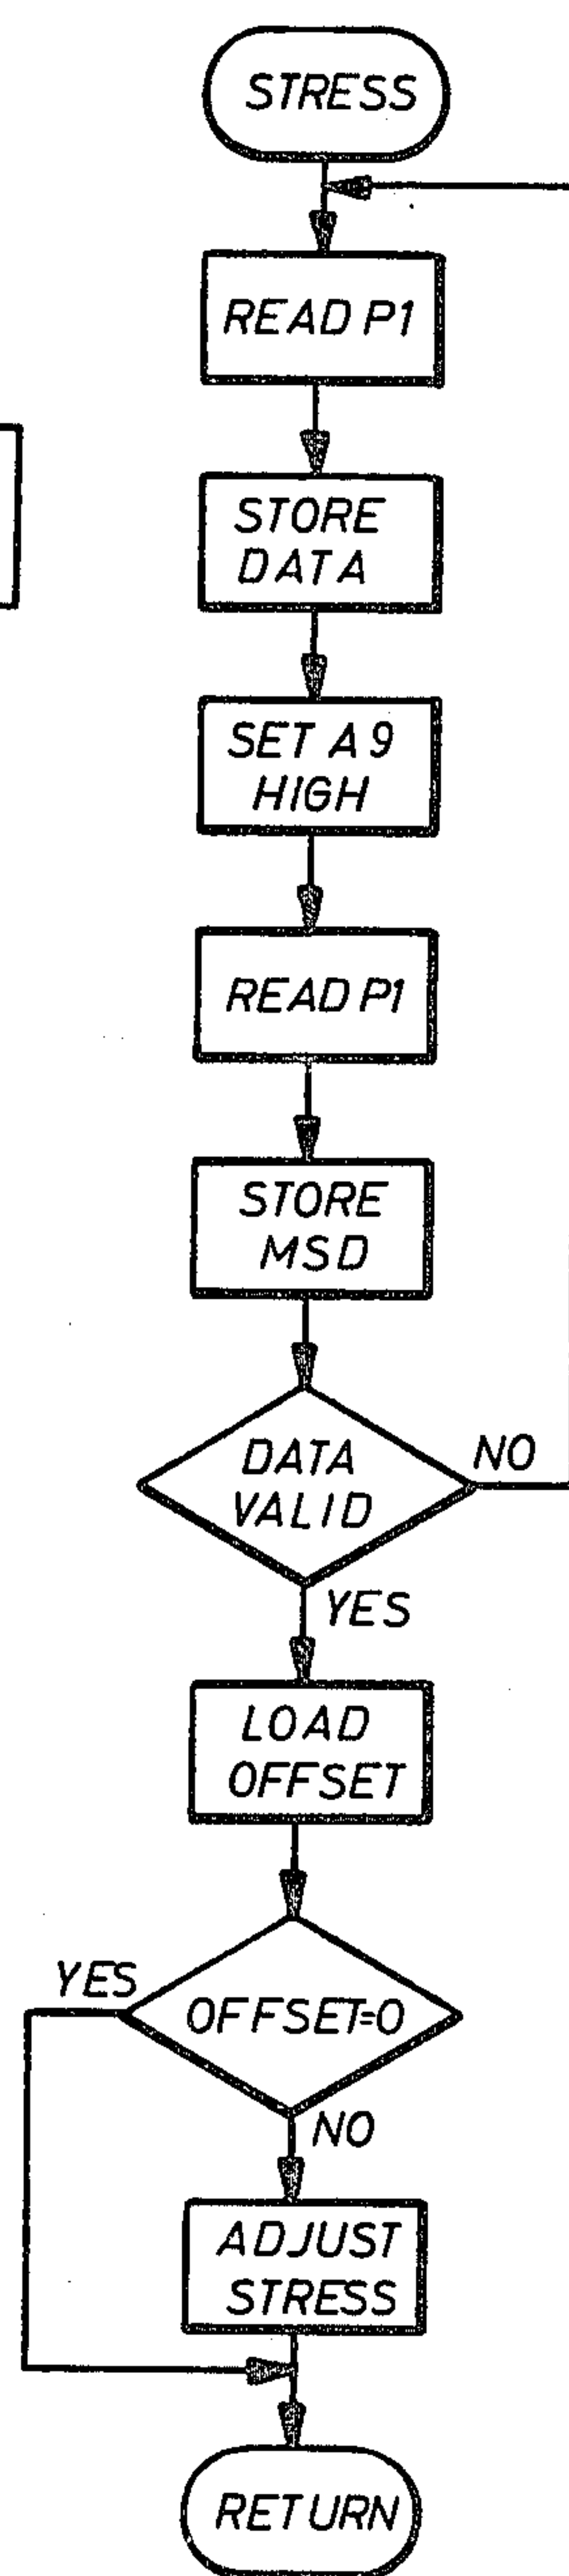 STRESS
READ P1
STORE
DATA
SET A9
HIGH
READ P1
STORE
MSD
DATA
VALID
NO
YES
LOAD
OFFSET
YES
OFFSET=0
NO
ADJUST
STRESS
RETURN